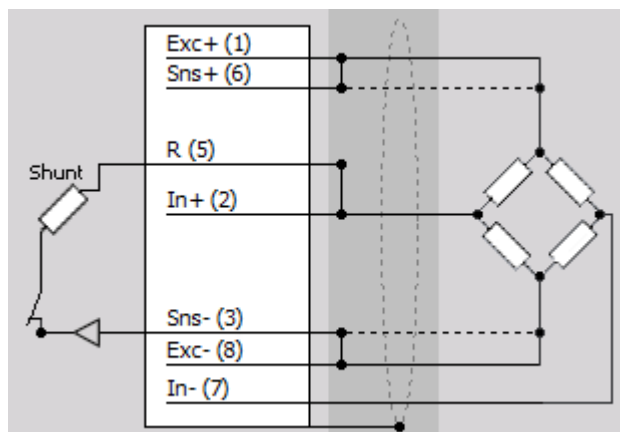 Exc+ (1)
Sns+ (6)
R (5)
Shunt
In+ (2)
Sns- (3)
Exc- (8)
In- (7)